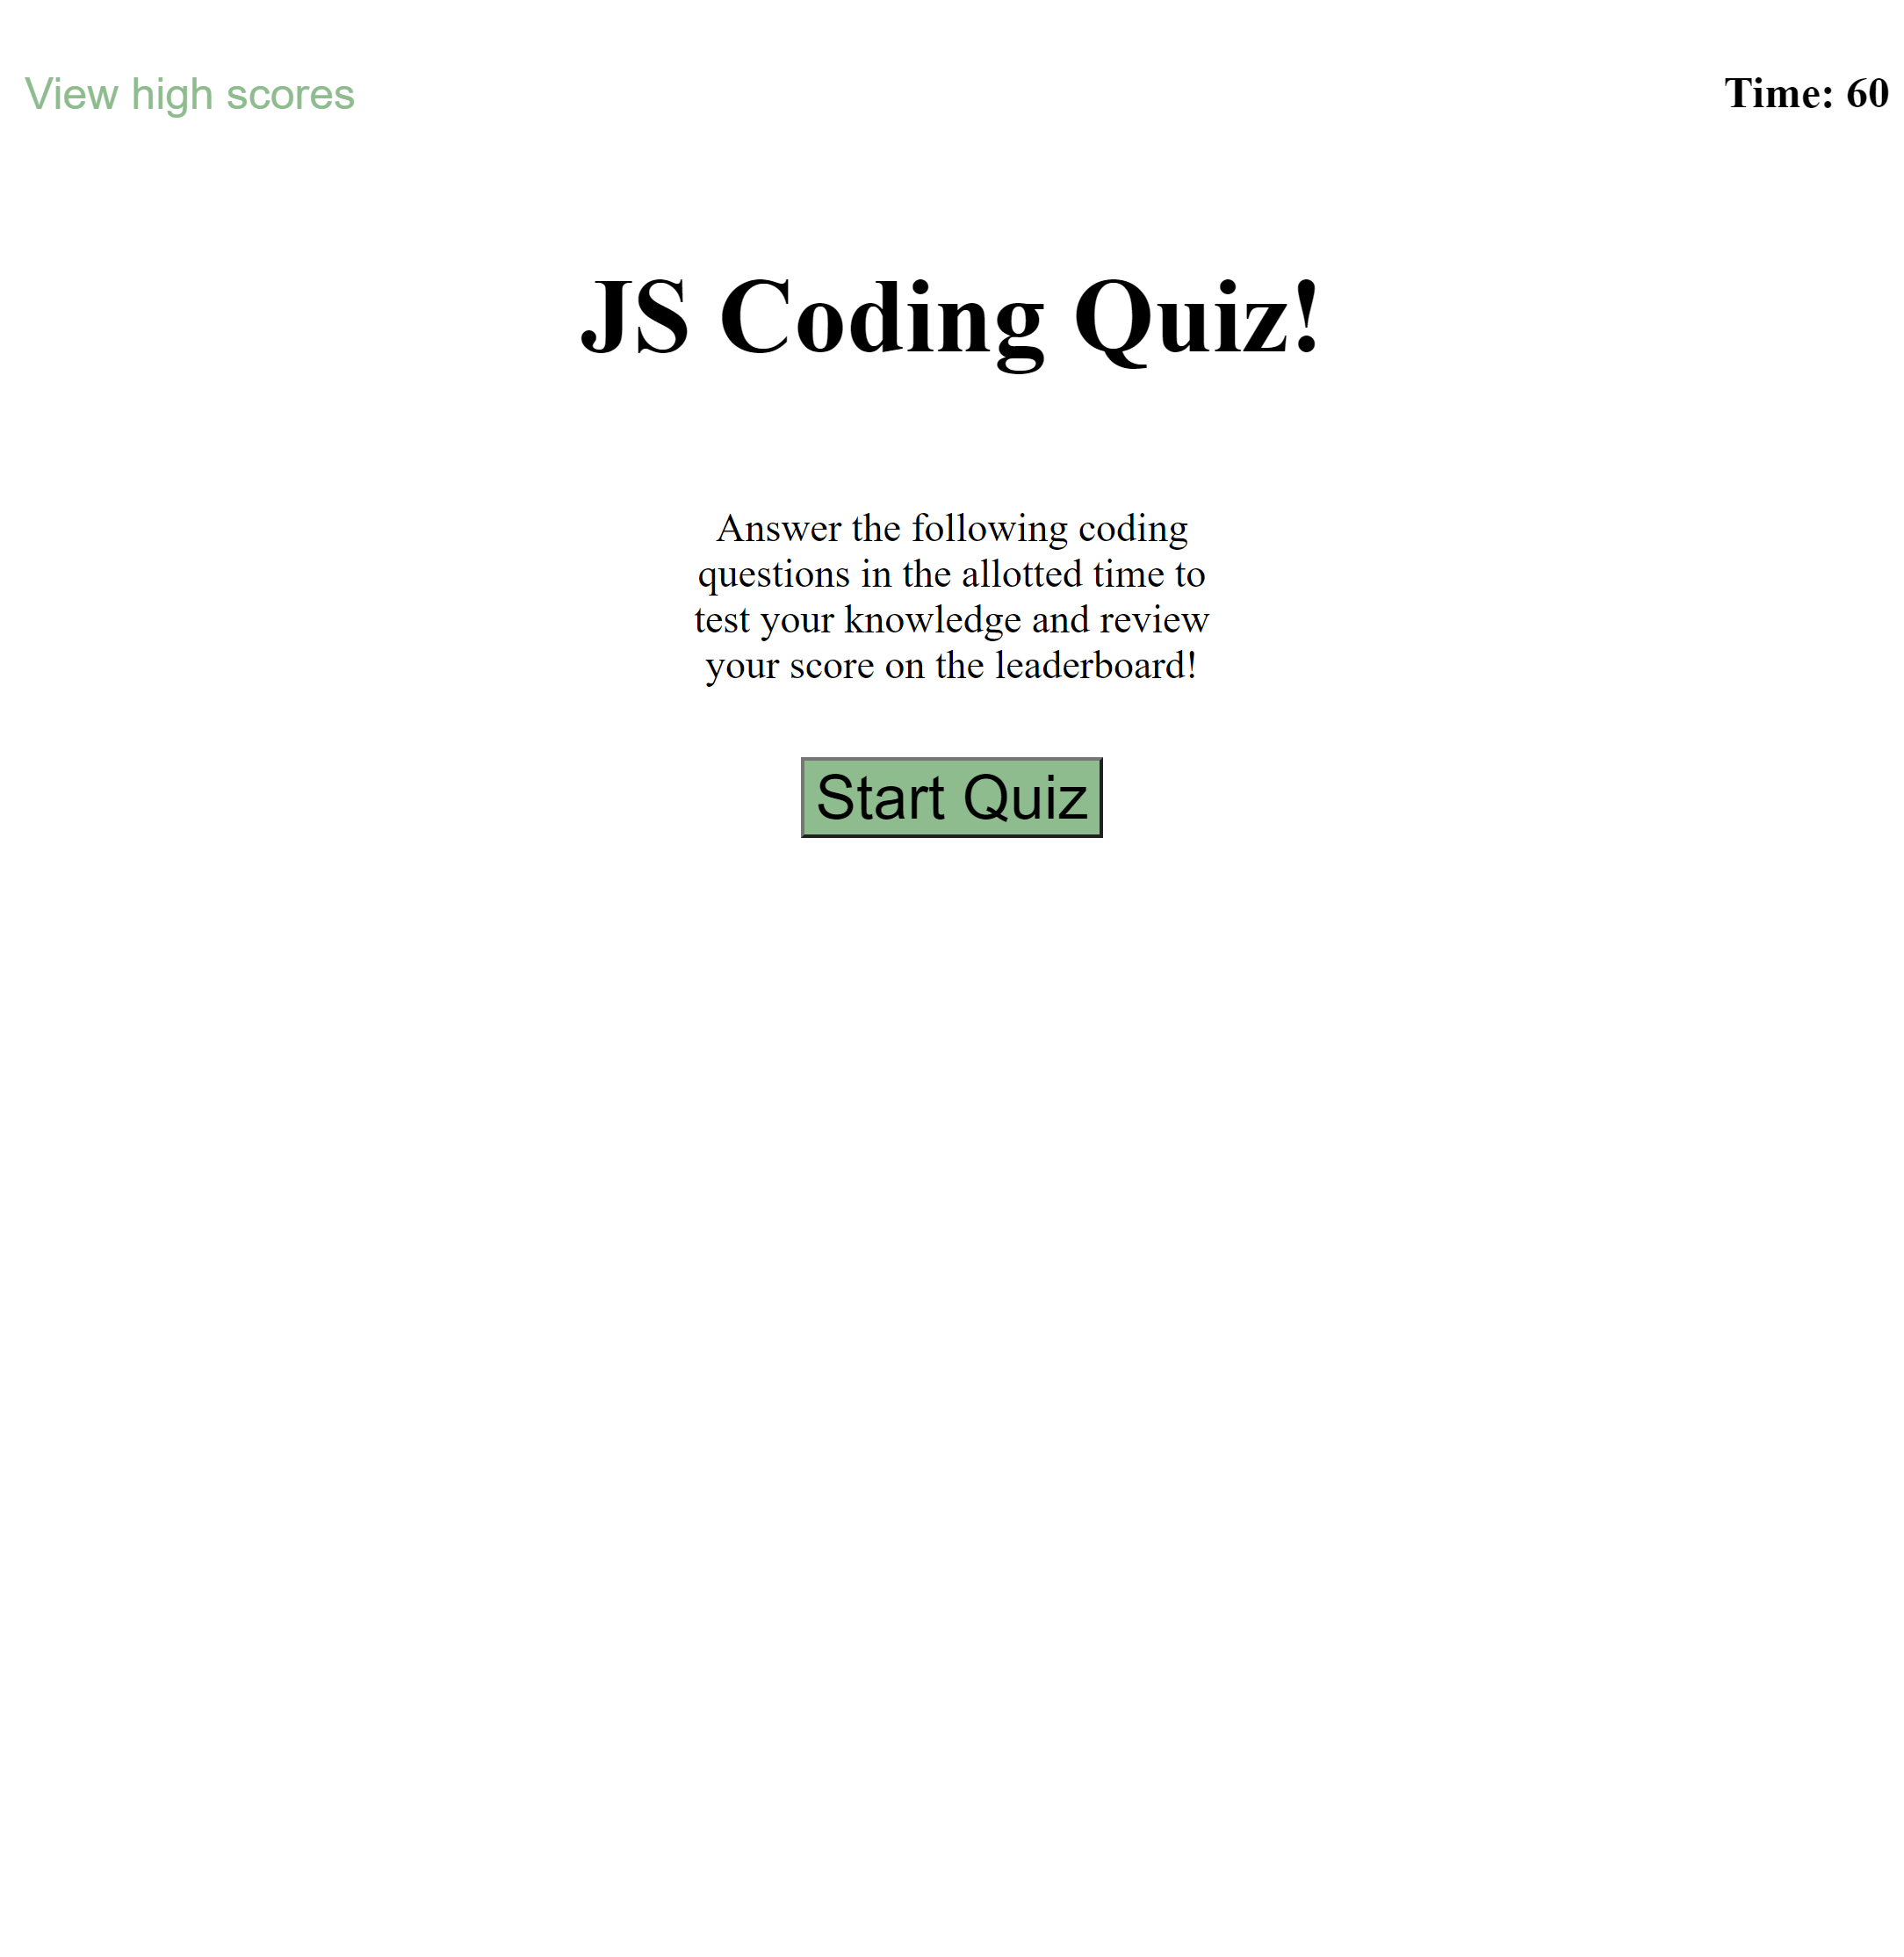 View high scores
Time: 60
JS Coding Quiz!
Answer the following coding
questions in the allotted time to
test your knowledge and review
your score on the leaderboard!
Start Quiz